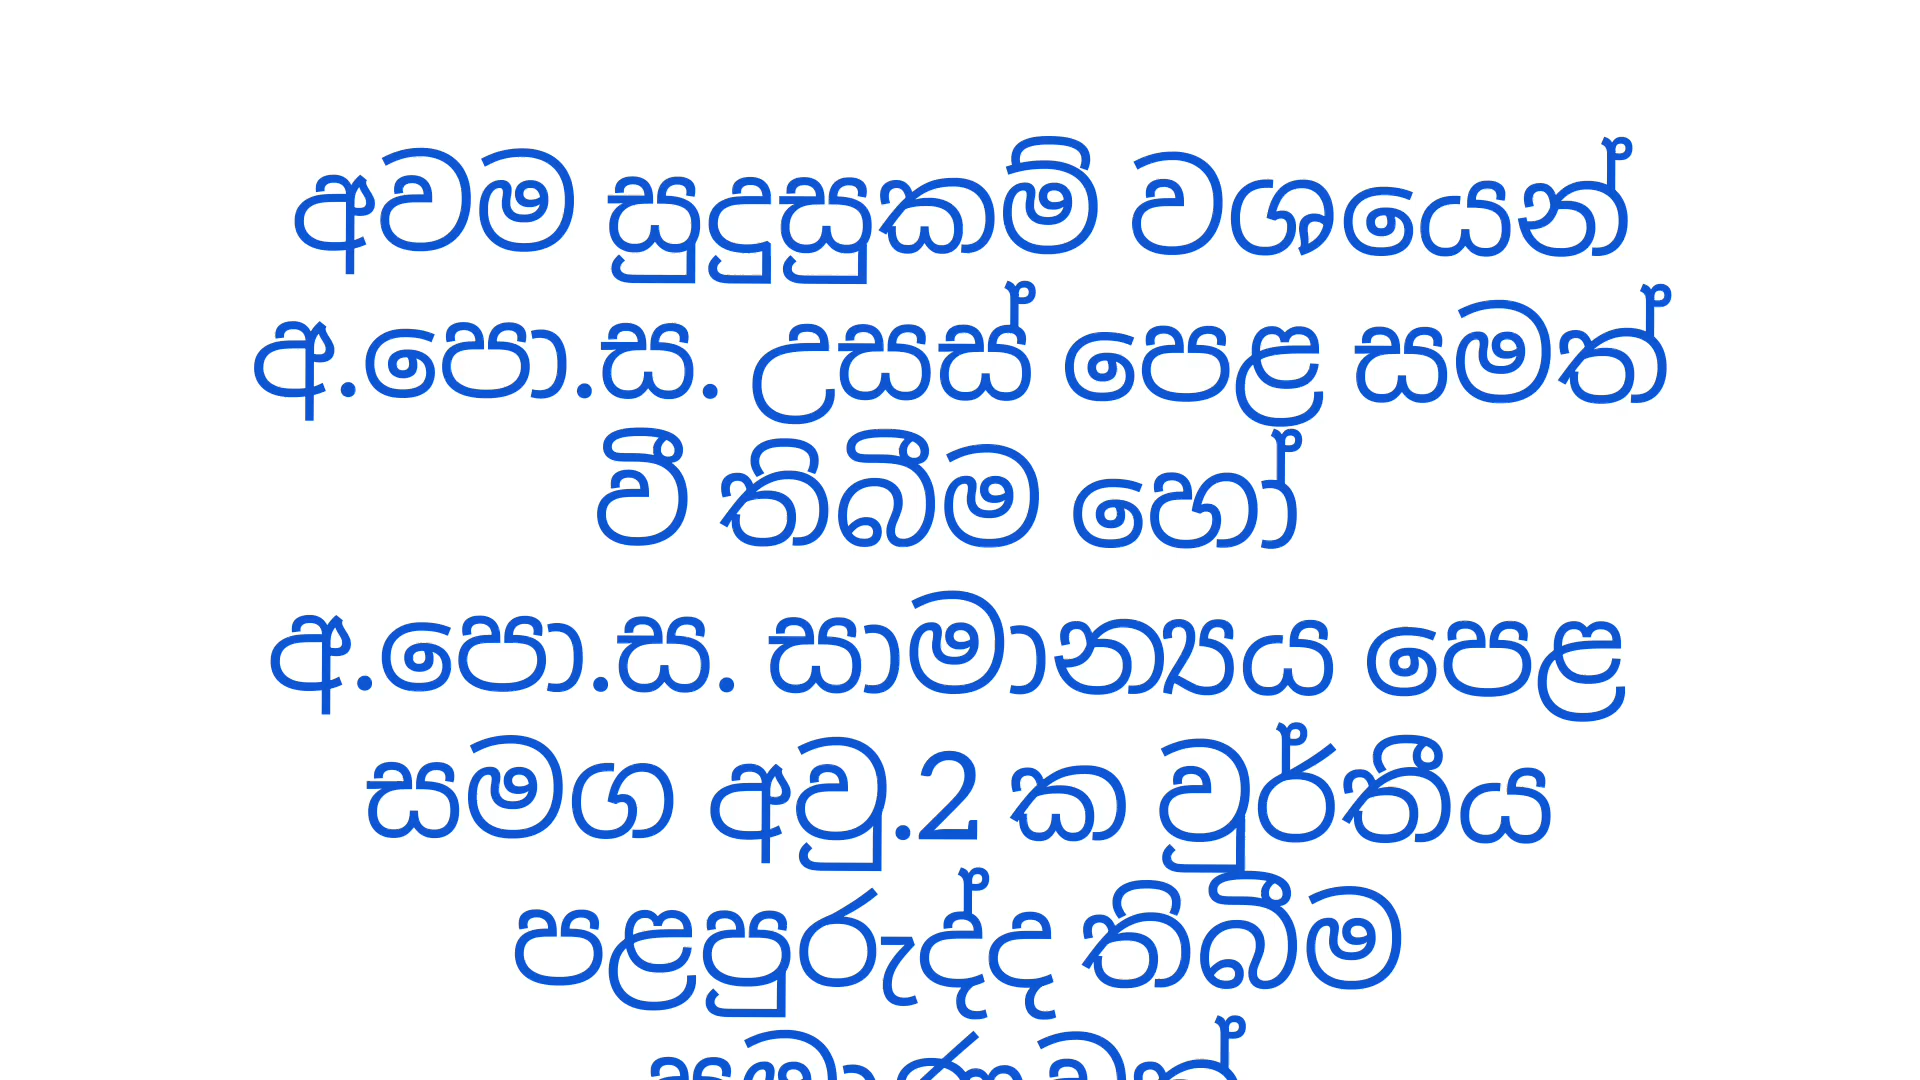 අවම සුදුසුකම් වශයෙන්
අ.පො.ස. උසස් පෙළ සමත්
වී තිබීම හෝ
අ.පො.ස. සාමාන්‍යය පෙළ
සමග අවු.2 ක වුර්තීය
පළපුරුද්ද තිබීම